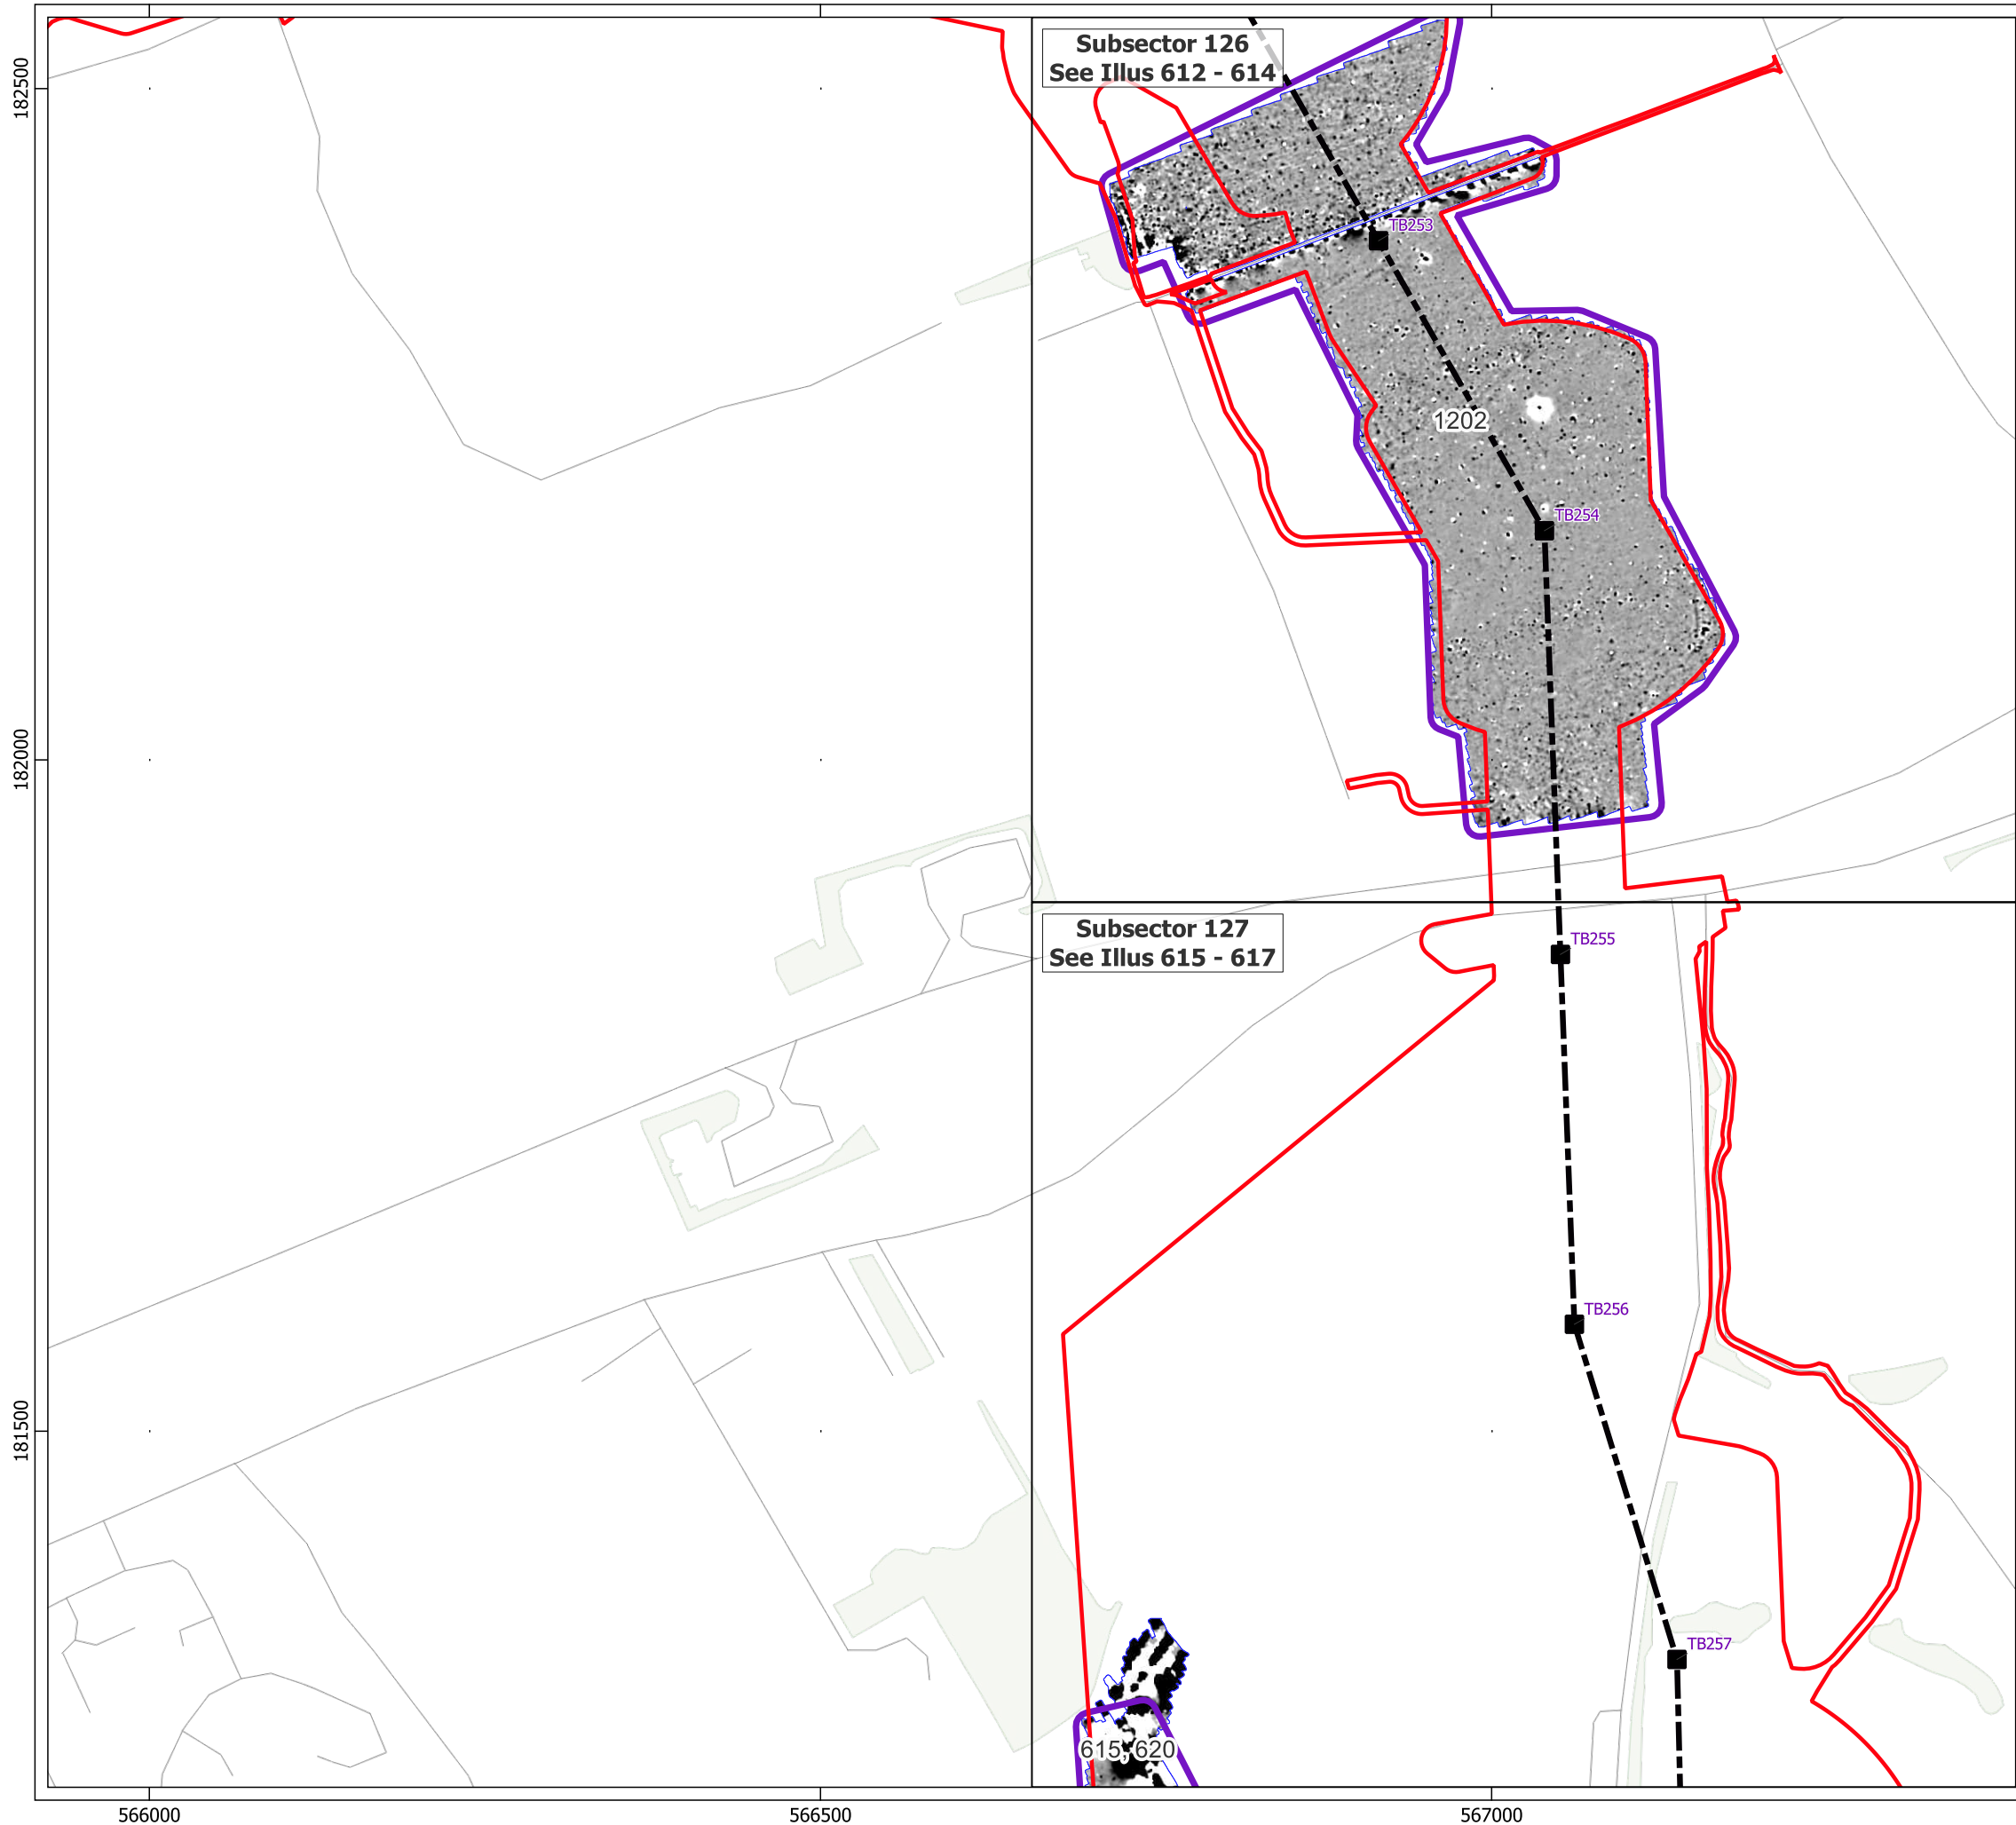 182500
182000
181500
Subsector 126
See Illus 612 - 614
TB253
1202
TB254
Subsector 127
See Illus 615 - 617
TB255
TB256
TB257
615, 620
566000
566500
567000